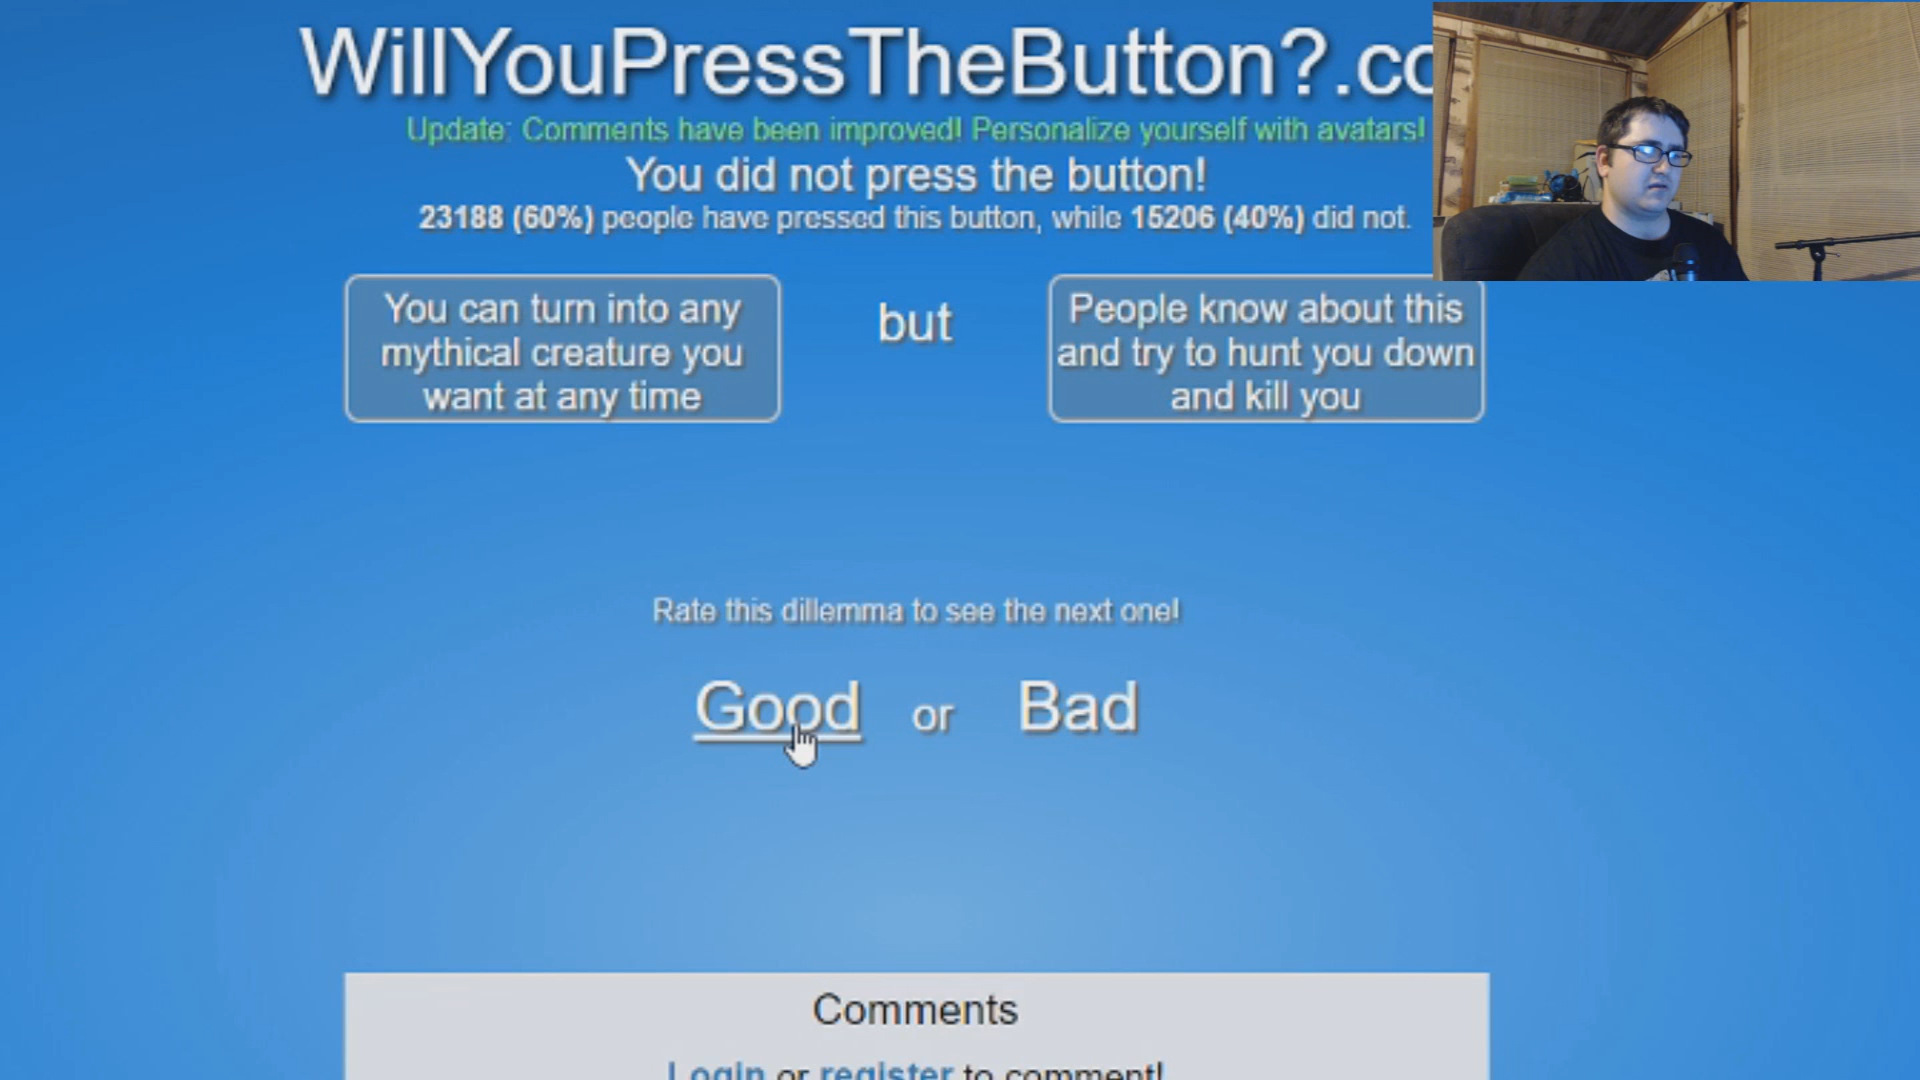 WillYouPressTheButton?.co
Update: Comments have been improved! Personalize yourself with avatars!
You did not press the button!
23188 (60%) people have pressed this button, while 15206 (40%) did not.
You can turn into any
mythical creature you
want at any time
but
People know about this
and try to hunt you down
and kill you
Rate this dillemma to see the next one!
Good or Bad
Comments
Login or register to comment!